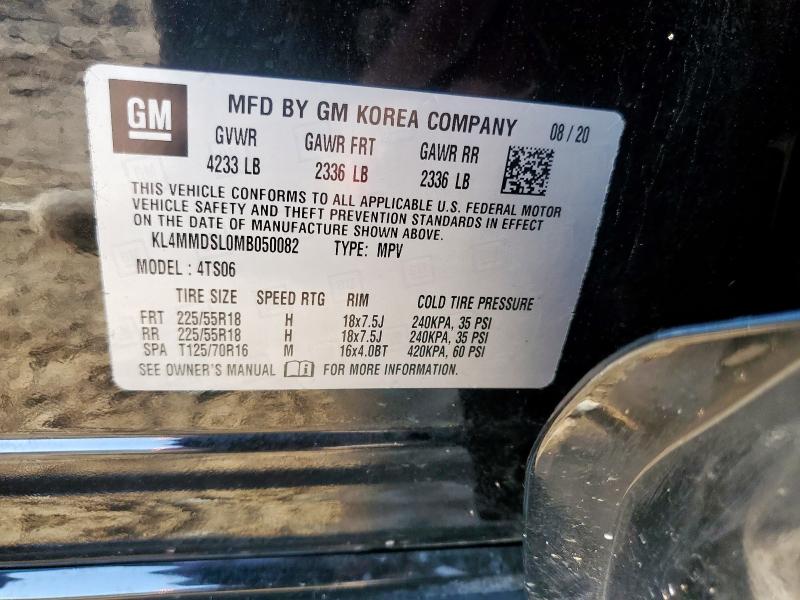 GM
MFD BY GM KOREA COMPANY 08 / 20
GVWR GAWR FRT GAWR RR
4233 LB 2336 LB 2336 LB
THIS VEHICLE CONFORMS TO ALL APPLICABLE U.S. FEDERAL MOTOR
VEHICLE SAFETY AND THEFT PREVENTION STANDARDS IN EFFECT
ON THE DATE OF MANUFACTURE SHOWN ABOVE.
KL4MMDSL0MB050082 TYPE: MPV
MODEL : 4TS06
TIRE SIZE SPEED RTG RIM COLD TIRE PRESSURE
FRT 225/55R18 H 18x7.5J 240KPA, 35 PSI
RR 225/55R18 H 18x7.5J 240KPA, 35 PSI
SPA T125/70R16 M 16x4.0BT 420KPA, 60 PSI
SEE OWNER'S MANUAL FOR MORE INFORMATION.